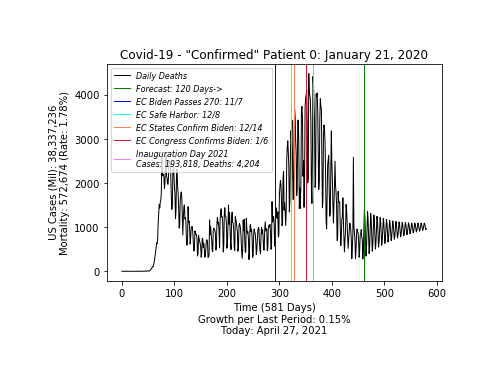 Covid-19 - "Confirmed" Patient 0: January 21, 2020
Daily Deaths
Forecast: 120 Days->
EC Biden Passes 270: 11/7
EC Safe Harbor: 12/8
EC States Confirm Biden: 12/14
EC Congress Confirms Biden: 1/6
Inauguration Day 2021
Cases: 193,818, Deaths: 4,204
US Cases (Mil): 38,337,236
Mortality: 572,674 (Rate: 1.78%)
4000
3000
2000
1000
0
0 100 200 300 400 500 600
Time (581 Days)
Growth per Last Period: 0.15%
Today: April 27, 2021